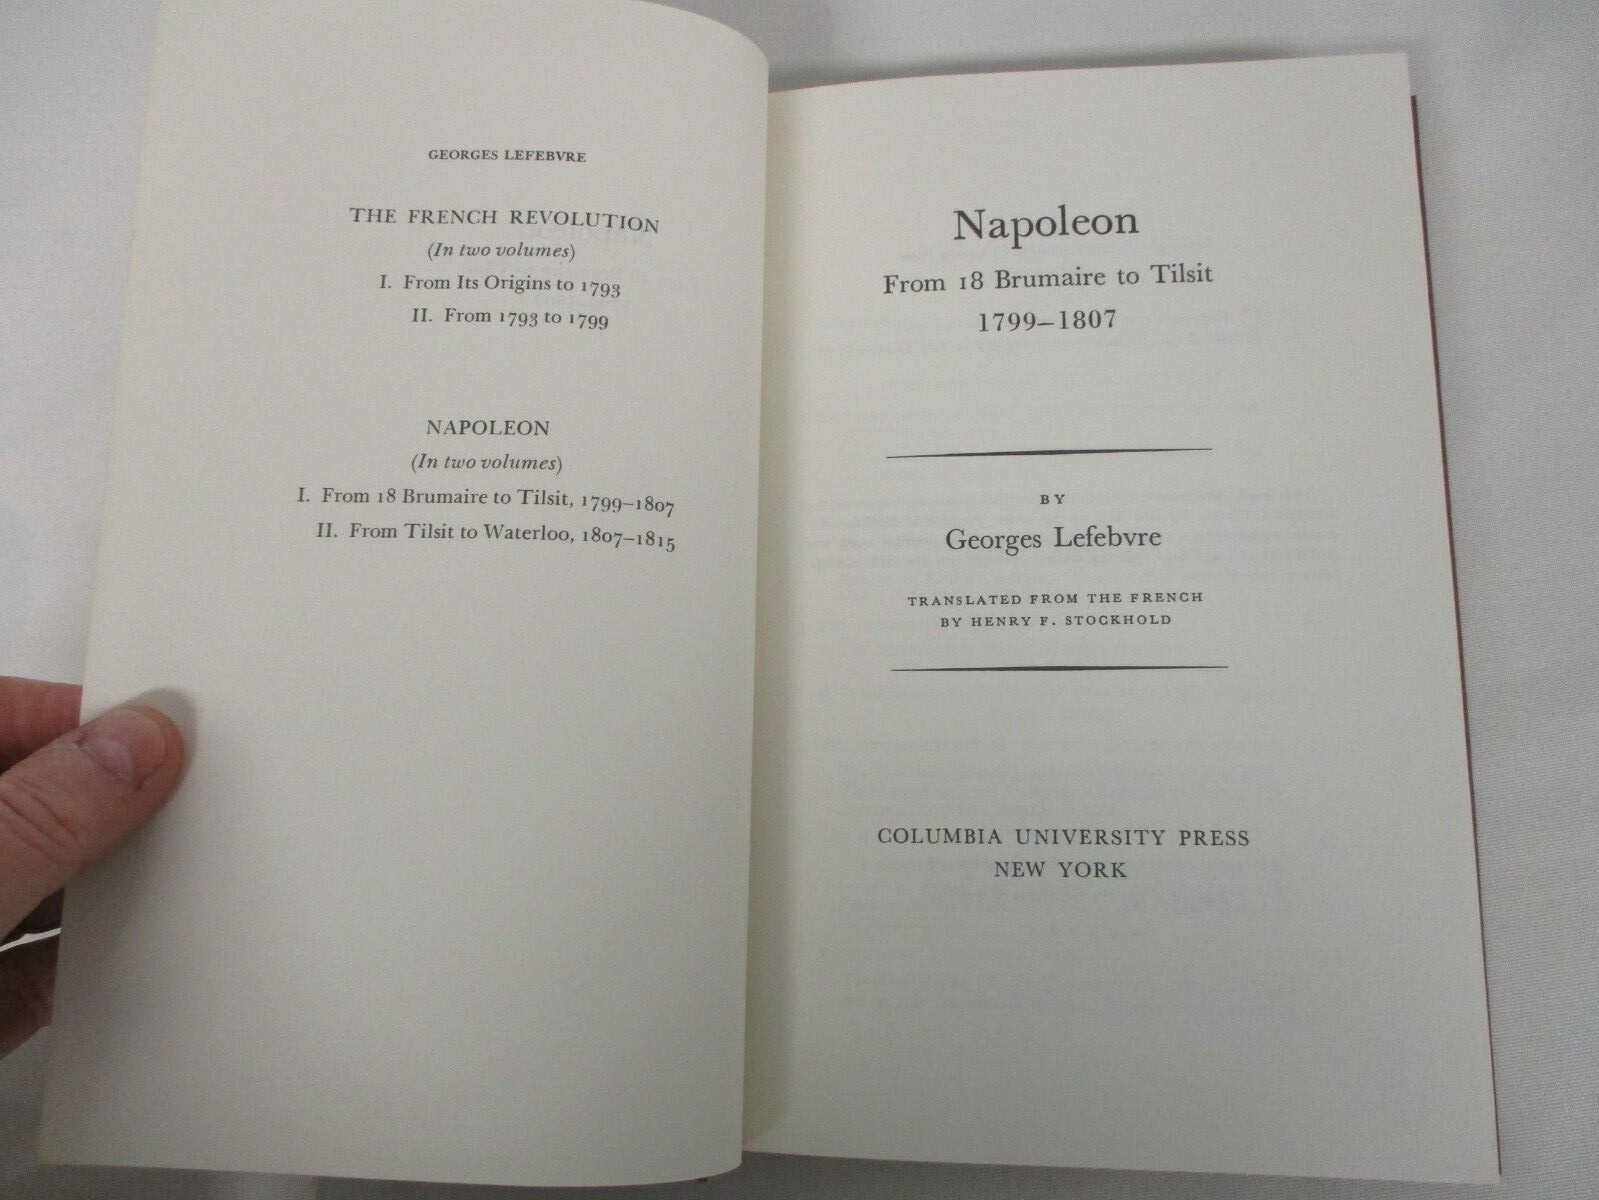 GEORGES LEFEBVRE
THE FRENCH REVOLUTION
(In two volumes)
I. From Its Origins to 1793
II. From 1793 to 1799
NAPOLEON
(In two volumes)
I. From 18 Brumaire to Tilsit, 1799–1807
II. From Tilsit to Waterloo, 1807–1815
Napoleon
From 18 Brumaire to Tilsit
1799–1807
BY
Georges Lefebvre
TRANSLATED FROM THE FRENCH
BY HENRY F. STOCKHOLD
COLUMBIA UNIVERSITY PRESS
NEW YORK